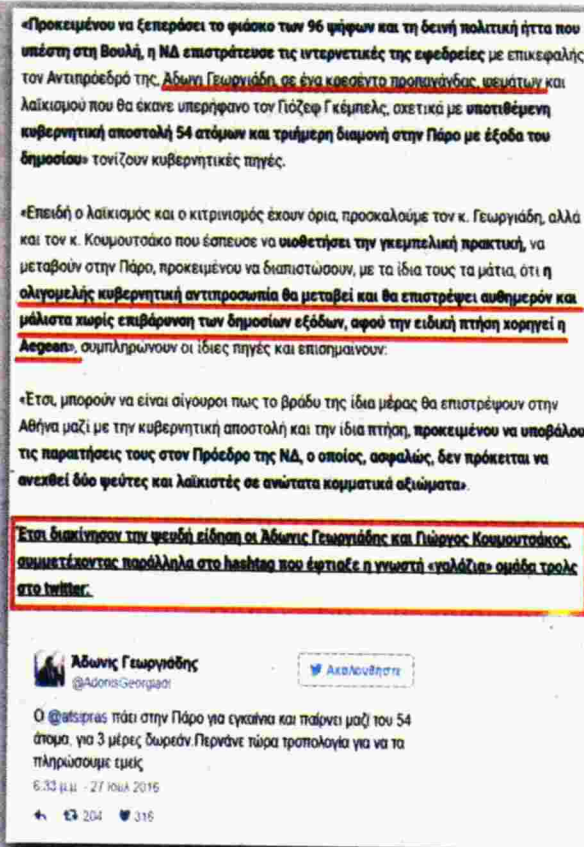 «Προκειμένου να ξεπεράσει το φιάσκο των 96 ψήφων και τη δεινή πολιτική ήττα που
υπέστη στη Βουλή, η ΝΔ επιστράτευσε τις ιντερνετικές της εφεδρείες με επικεφαλής
τον Αντιπρόεδρό της, Άδωνι Γεωργιάδη, σε ένα κρεσέντο προπαγάνδας, ψευμάτων και
λαϊκισμού που θα έκανε υπερήφανο τον Γιόζεφ Γκέμπελς, σχετικά με υποτιθέμενη
κυβερνητική αποστολή 54 ατόμων και τριήμερη διαμονή στην Πάρο με έξοδα του
δημοσίου» τονίζουν κυβερνητικές πηγές.
«Επειδή ο λαϊκισμός και ο κιτρινισμός έχουν όρια, προσκαλούμε τον κ. Γεωργιάδη, αλλά
και τον κ. Κουμουτσάκο που έσπευσε να υιοθετήσει την γκεμπελική πρακτική, να
μεταβούν στην Πάρο, προκειμένου να διαπιστώσουν, με τα ίδια τους τα μάτια, ότι η
ολιγομελής κυβερνητική αντιπροσωπία θα μεταβεί και θα επιστρέψει αυθημερόν και
μάλιστα χωρίς επιβάρυνση των δημοσίων εξόδων, αφού την ειδική πτήση χορηγεί η
Aegean», συμπληρώνουν οι ίδιες πηγές και επισημαίνουν:
«Έτσι, μπορούν να είναι σίγουροι πως το βράδυ της ίδια μέρας θα επιστρέψουν στην
Αθήνα μαζί με την κυβερνητική αποστολή και την ίδια πτήση, προκειμένου να υποβάλου
τις παραιτήσεις τους στον Πρόεδρο της ΝΔ, ο οποίος, ασφαλώς, δεν πρόκειται να
ανεχθεί δύο ψεύτες και λαϊκιστές σε ανώτατα κομματικά αξιώματα».
Έτσι διακίνησαν την ψευδή είδηση οι Άδωνις Γεωργιάδης και Γιώργος Κουμουτσάκος,
συμμετέχοντας παράλληλα στο hashtag που έφτιαξε η γνωστή «γαλάζια» ομάδα τρολς
στο twitter:
Άδωνις Γεωργιάδης
@AdonisGeorgiadi
Ακολουθήστε
Ο @atsipras πάει στην Πάρο για εγκαίνια και παίρνει μαζί του 54
άτομα, για 3 μέρες δωρεάν.Περνάνε τώρα τροπολογία για να τα
πληρώσουμε εμείς
6:33 μ.μ. - 27 Ιουλ 2016
204 316